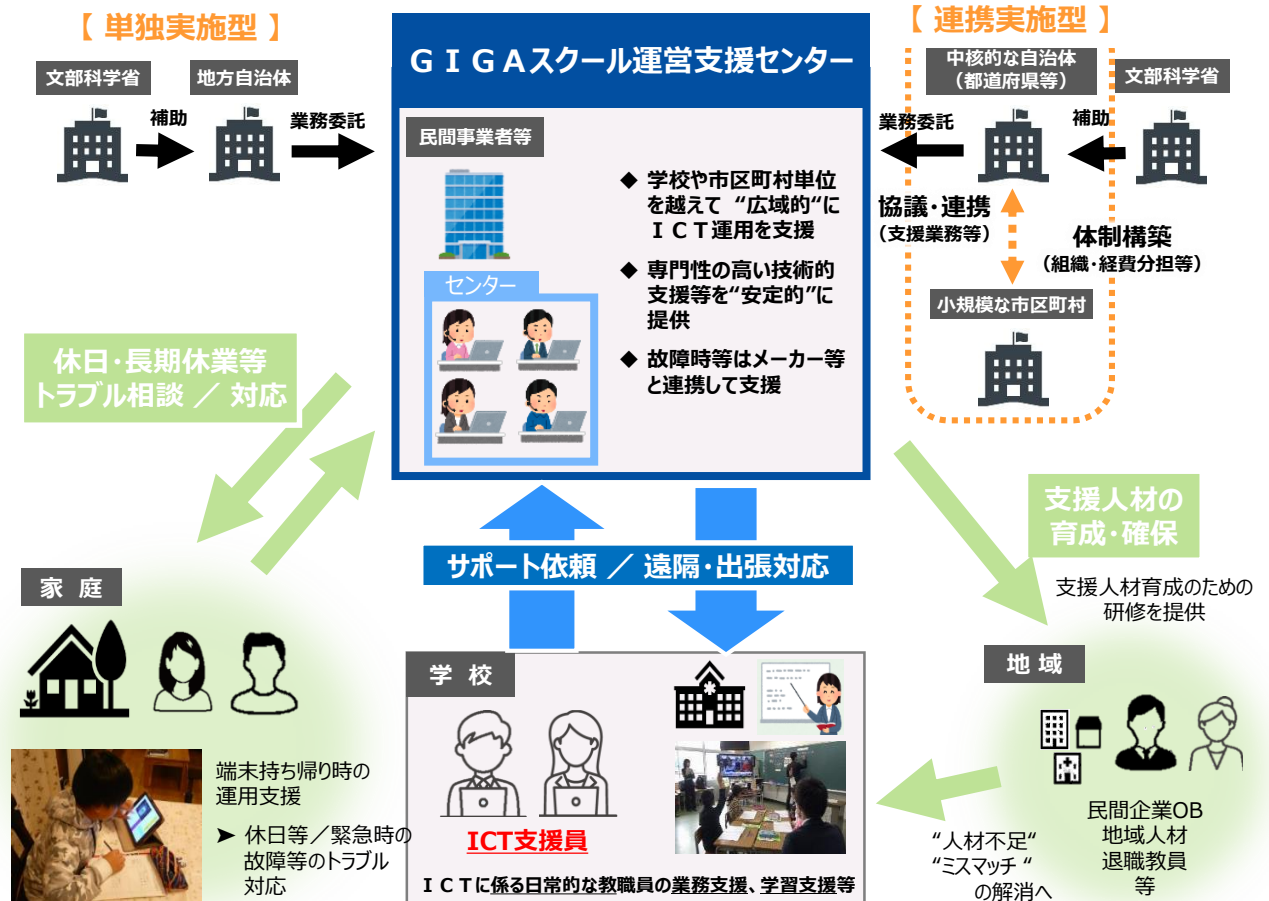 【 単独実施型 】
文部科学省
地方自治体
補助
業務委託
ＧＩＧＡスクール運営支援センター
民間事業者等
センター
◆ 学校や市区町村単位
を越えて “広域的“に
ＩＣＴ運用を支援
◆ 専門性の高い技術的
支援等を“安定的”に
提供
◆ 故障時等はメーカー等
と連携して支援
【 連携実施型 】
中核的な自治体
（都道府県等）
文部科学省
業務委託
補助
協議・連携
（支援業務等）
体制構築
（組織・経費分担等）
小規模な市区町村
休日・長期休業等
トラブル相談 ／ 対応
サポート依頼 ／ 遠隔・出張対応
支援人材の
育成・確保
支援人材育成のための
研修を提供
家 庭
端末持ち帰り時の
運用支援
➤ 休日等／緊急時の
故障等のトラブル
対応
学 校
ICT支援員
ＩＣＴに係る日常的な教職員の業務支援、学習支援等
地 域
民間企業OB
地域人材
退職教員
等
“人材不足“
“ミスマッチ “
の解消へ